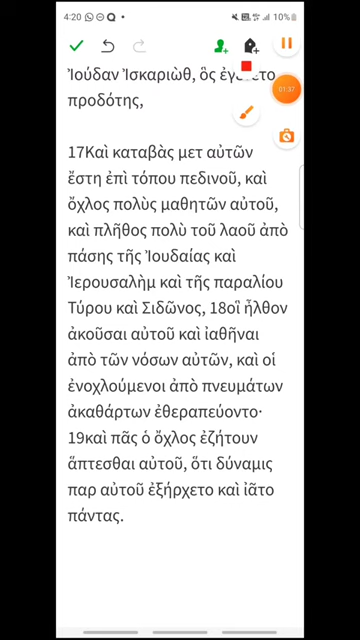 4:20
10%
Ἰούδαν Ἰσκαριὼθ, ὃς ἐγένετο
προδότης,
01:37
17Καὶ καταβὰς μετ αὐτῶν
ἔστη ἐπὶ τόπου πεδινοῦ, καὶ
ὄχλος πολὺς μαθητῶν αὐτοῦ,
καὶ πλῆθος πολὺ τοῦ λαοῦ ἀπὸ
πάσης τῆς Ἰουδαίας καὶ
Ἰερουσαλὴμ καὶ τῆς παραλίου
Τύρου καὶ Σιδῶνος, 18οἳ ἦλθον
ἀκοῦσαι αὐτοῦ καὶ ἰαθῆναι
ἀπὸ τῶν νόσων αὐτῶν, καὶ οἱ
ἐνοχλούμενοι ἀπὸ πνευμάτων
ἀκαθάρτων ἐθεραπεύοντο·
19καὶ πᾶς ὁ ὄχλος ἐζήτουν
ἅπτεσθαι αὐτοῦ, ὅτι δύναμις
παρ αὐτοῦ ἐξήρχετο καὶ ἰᾶτο
πάντας.